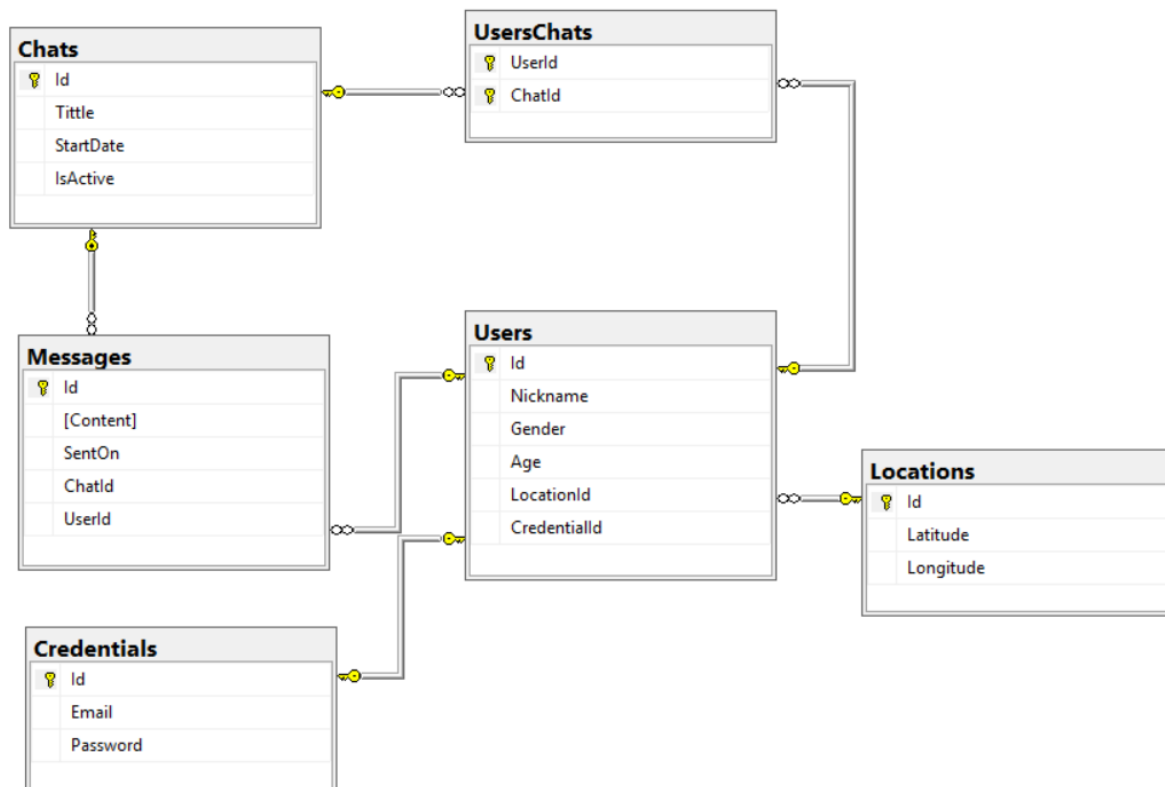 Chats
Id
Tittle
StartDate
IsActive
UsersChats
UserId
ChatId
Messages
Id
[Content]
SentOn
ChatId
UserId
Users
Id
Nickname
Gender
Age
LocationId
CredentialId
Locations
Id
Latitude
Longitude
Credentials
Id
Email
Password